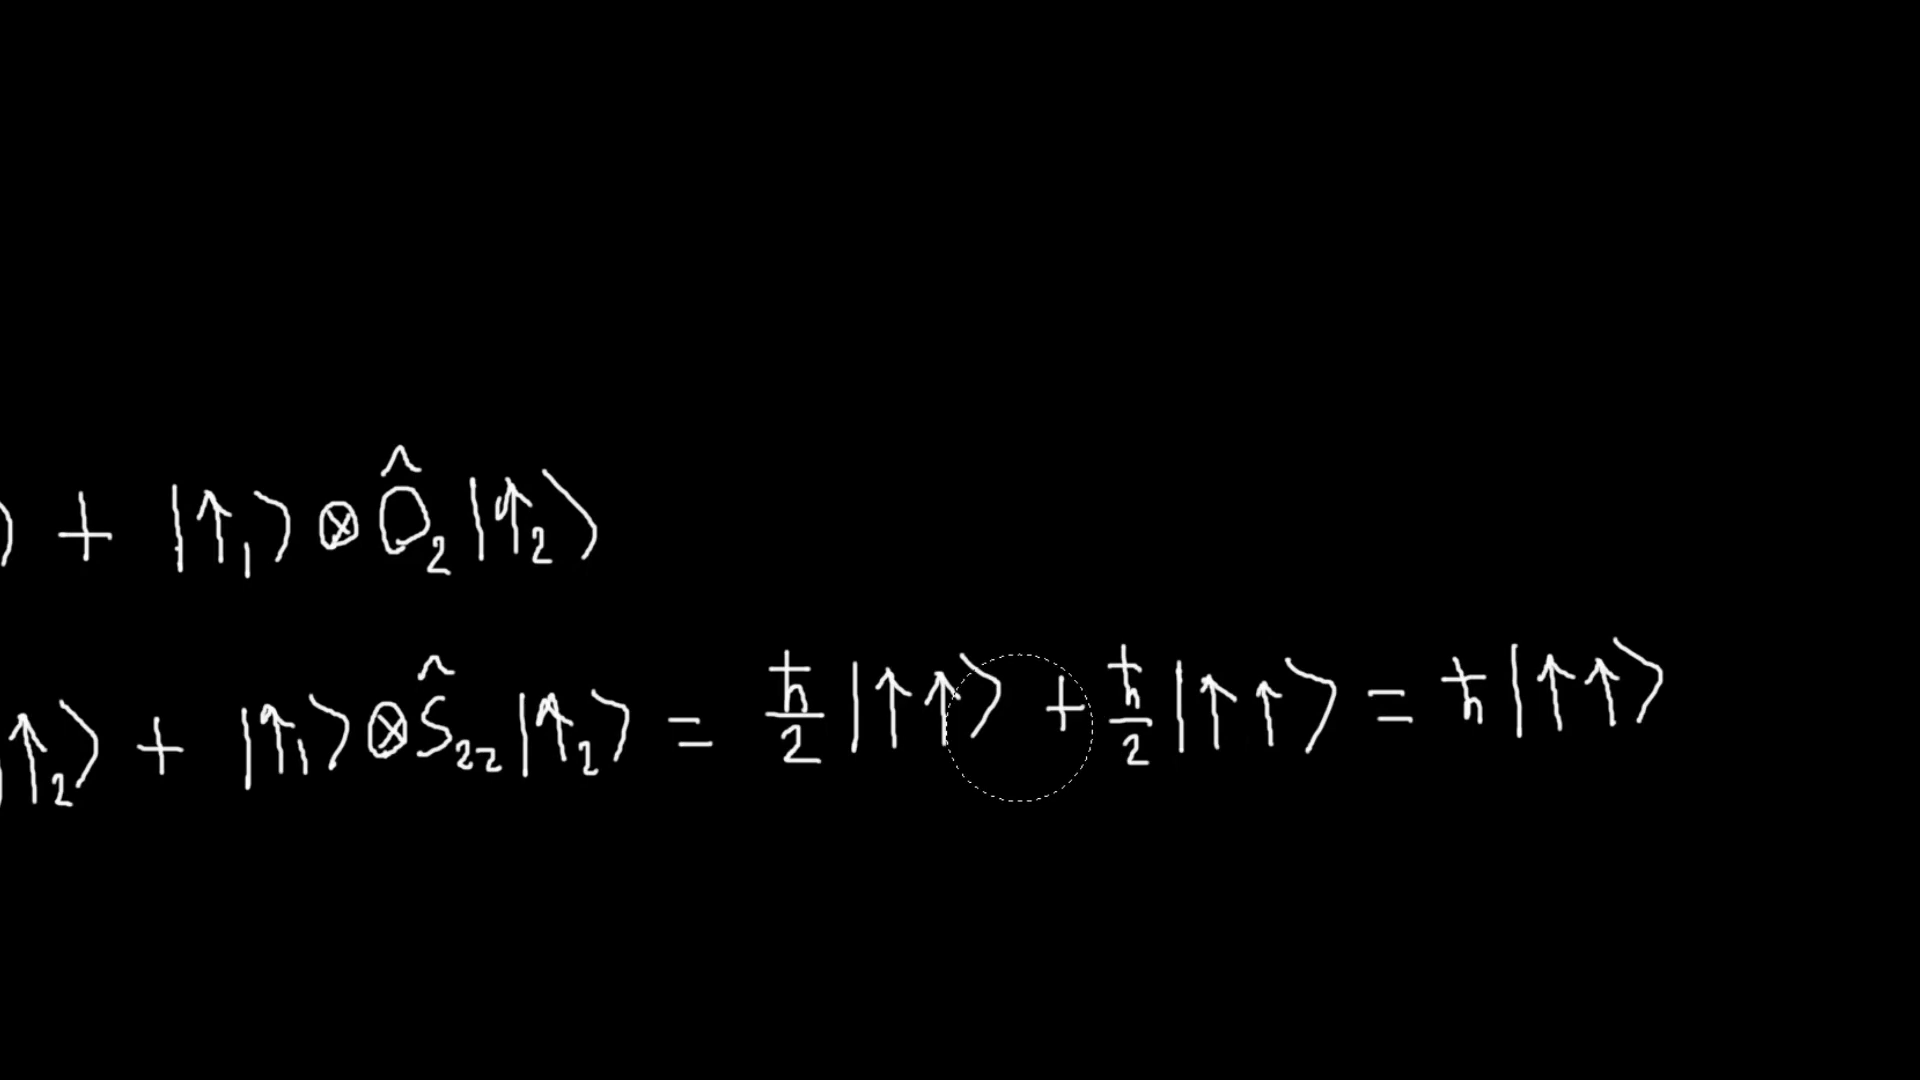 ⟩ + |↑₁⟩ ⊗ Ô₂ |↑₂⟩
|↑₂⟩ + |↑₁⟩ ⊗ Ŝ₂z |↑₂⟩ = ħ/2 |↑↑⟩ + ħ/2 |↑↑⟩ = ħ |↑↑⟩